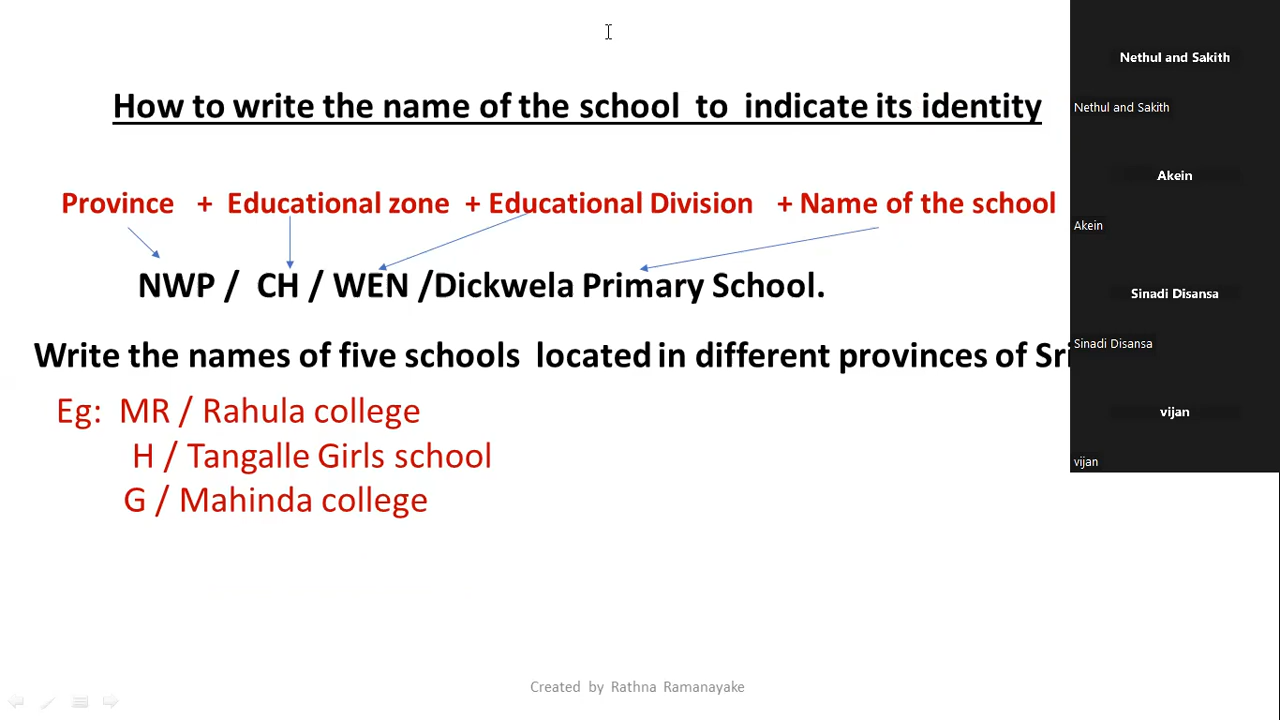 How to write the name of the school to indicate its identity
Province + Educational zone + Educational Division + Name of the school
NWP / CH / WEN /Dickwela Primary School.
Write the names of five schools located in different provinces of Sri
Eg: MR / Rahula college
H / Tangalle Girls school
G / Mahinda college
Created by Rathna Ramanayake
Nethul and Sakith
Nethul and Sakith
Akein
Akein
Sinadi Disansa
Sinadi Disansa
vijan
vijan